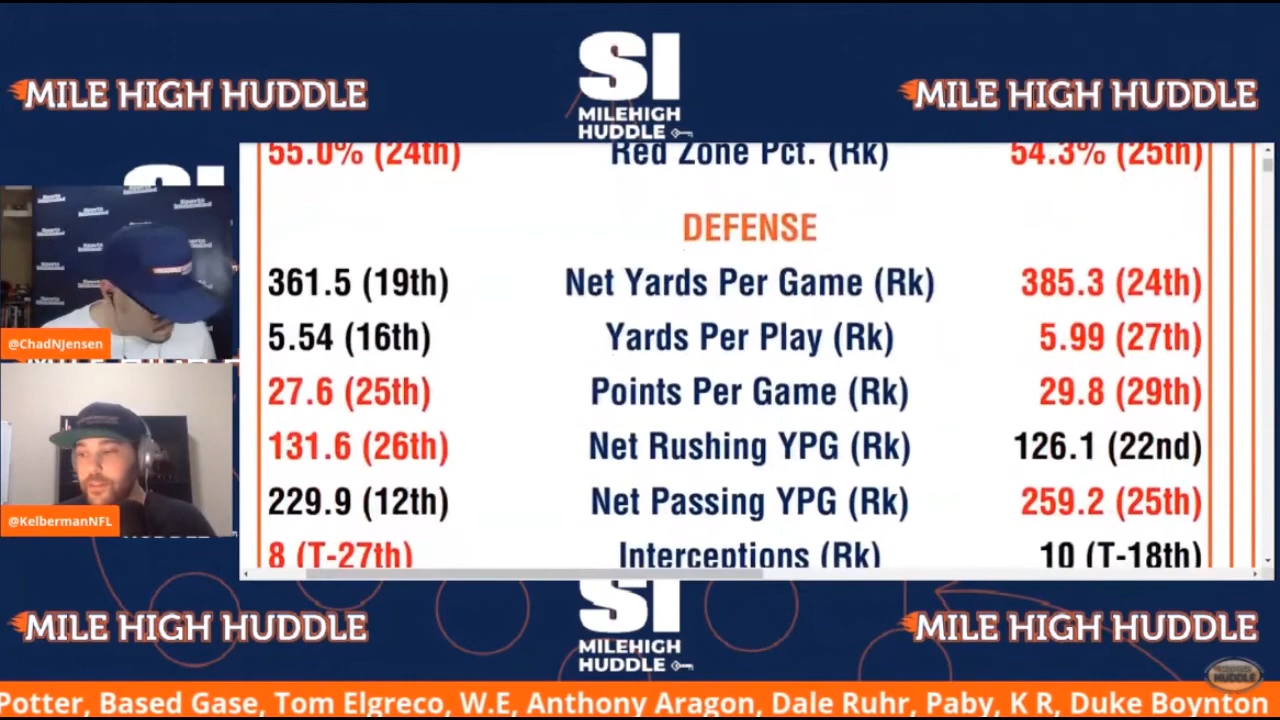 SI
MILEHIGH
HUDDLE
MILE HIGH HUDDLE
MILE HIGH HUDDLE
55.0% (24th) Red Zone Pct. (Rk) 54.3% (25th)
DEFENSE
361.5 (19th) Net Yards Per Game (Rk) 385.3 (24th)
5.54 (16th) Yards Per Play (Rk) 5.99 (27th)
27.6 (25th) Points Per Game (Rk) 29.8 (29th)
131.6 (26th) Net Rushing YPG (Rk) 126.1 (22nd)
229.9 (12th) Net Passing YPG (Rk) 259.2 (25th)
8 (T-27th) Interceptions (Rk) 10 (T-18th)
SI
Sports Illustrated
@ChadNJensen
@KelbermanNFL
SI
MILEHIGH
HUDDLE
MILE HIGH HUDDLE
MILE HIGH HUDDLE
HUDDLE
Potter, Based Gase, Tom Elgreco, W.E, Anthony Aragon, Dale Ruhr, Paby, K R, Duke Boynton